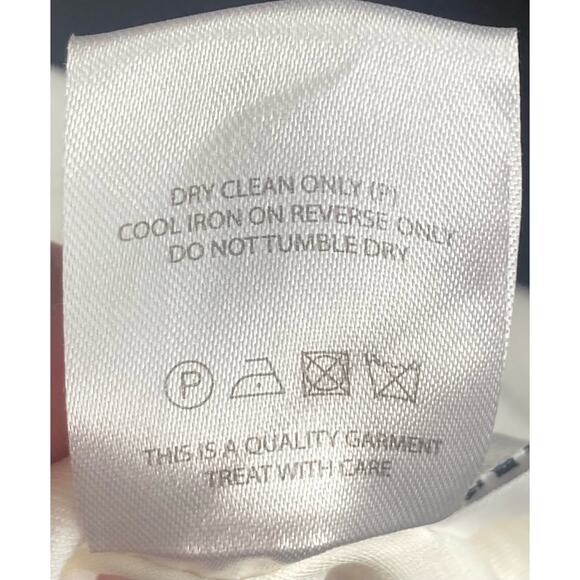 DRY CLEAN ONLY (P)
COOL IRON ON REVERSE ONLY
DO NOT TUMBLE DRY
P
THIS IS A QUALITY GARMENT
TREAT WITH CARE